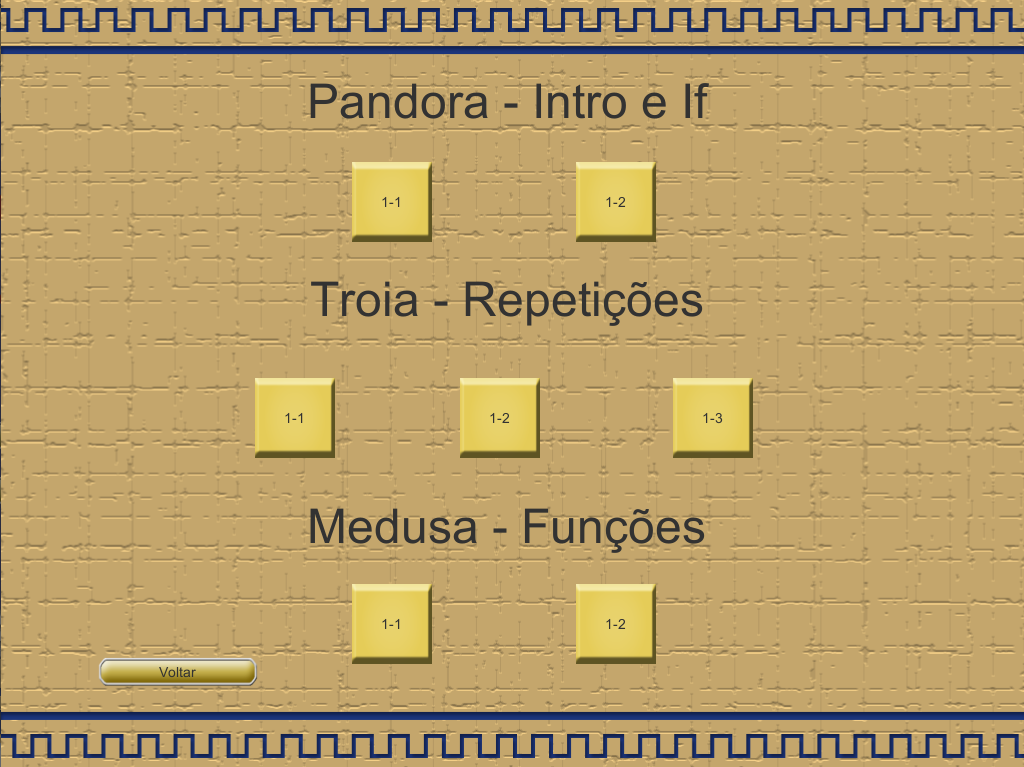 Pandora - Intro e If
1-1 1-2
Troia - Repetições
1-1 1-2 1-3
Medusa - Funções
1-1 1-2
Voltar